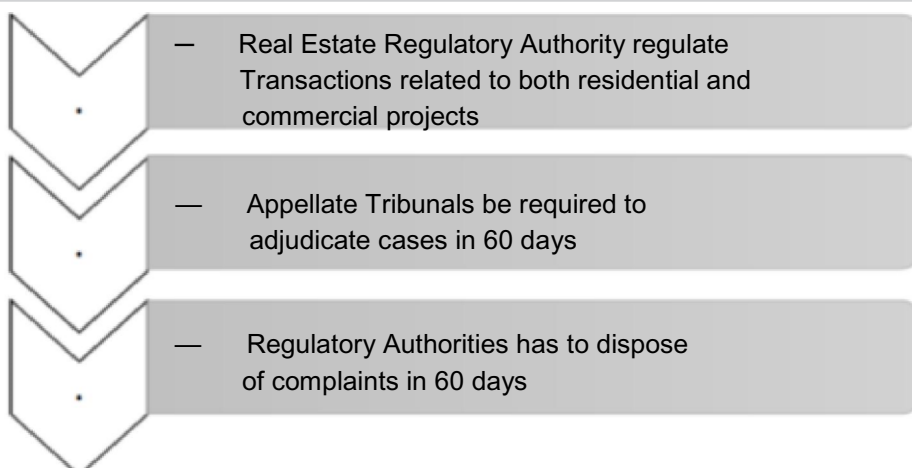 — Real Estate Regulatory Authority regulate
Transactions related to both residential and
commercial projects
— Appellate Tribunals be required to
adjudicate cases in 60 days
— Regulatory Authorities has to dispose
of complaints in 60 days